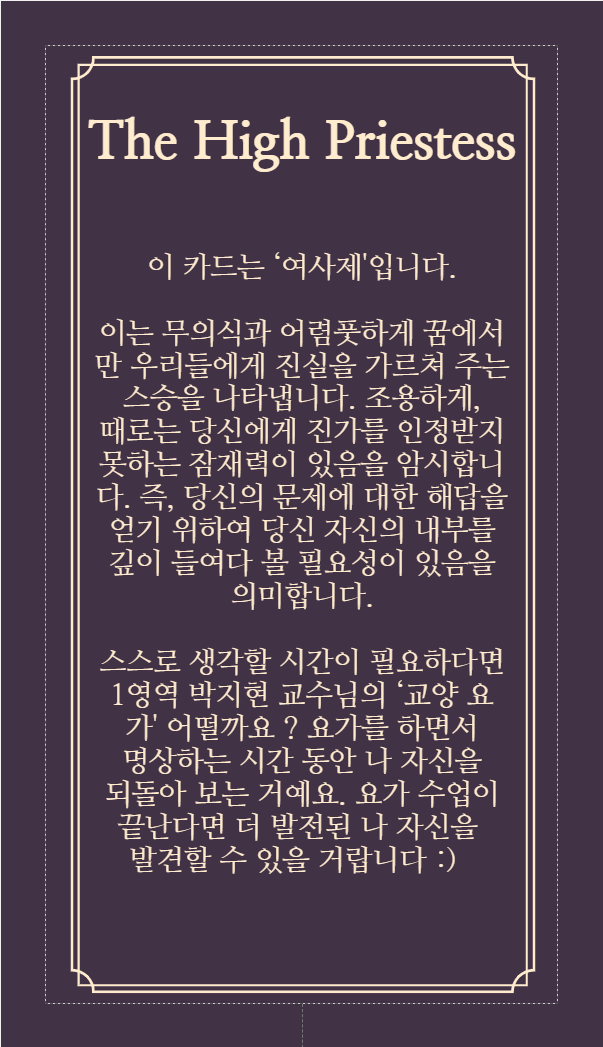 The High Priestess
이 카드는 ‘여사제'입니다.
이는 무의식과 어렴풋하게 꿈에서
만 우리들에게 진실을 가르쳐 주는
스승을 나타냅니다. 조용하게,
때로는 당신에게 진가를 인정받지
못하는 잠재력이 있음을 암시합니
다. 즉, 당신의 문제에 대한 해답을
얻기 위하여 당신 자신의 내부를
깊이 들여다 볼 필요성이 있음을
의미합니다.
스스로 생각할 시간이 필요하다면
1영역 박지현 교수님의 ‘교양 요
가' 어떨까요 ? 요가를 하면서
명상하는 시간 동안 나 자신을
되돌아 보는 거예요. 요가 수업이
끝난다면 더 발전된 나 자신을
발견할 수 있을 거랍니다 :)